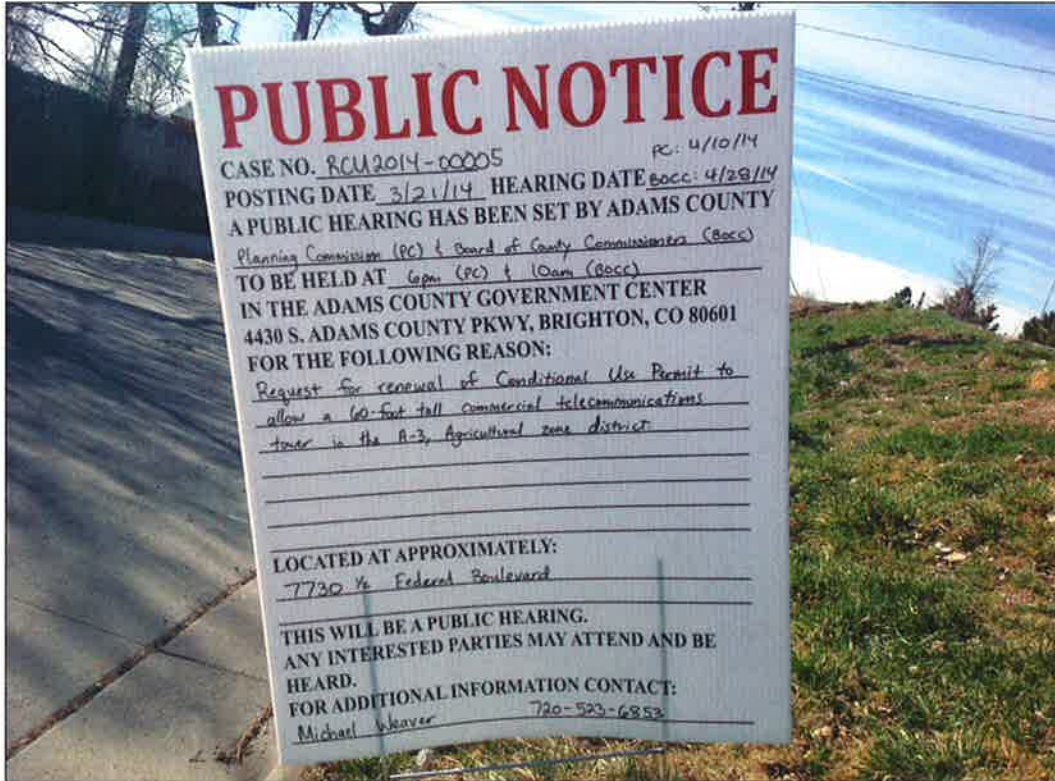 PUBLIC NOTICE
PC: 4/10/14
CASE NO. RCU2014-00005
POSTING DATE 3/21/14 HEARING DATE BOCC: 4/28/14
A PUBLIC HEARING HAS BEEN SET BY ADAMS COUNTY
Planning Commission (PC) & Board of County Commissioners (BOCC)
TO BE HELD AT 6pm (PC) & 10am (BOCC)
IN THE ADAMS COUNTY GOVERNMENT CENTER
4430 S. ADAMS COUNTY PKWY, BRIGHTON, CO 80601
FOR THE FOLLOWING REASON:
Request for renewal of Conditional Use Permit to
allow a 60-foot tall commercial telecommunications
tower in the A-3, Agricultural zone district
LOCATED AT APPROXIMATELY:
7730 ½ Federal Boulevard
THIS WILL BE A PUBLIC HEARING.
ANY INTERESTED PARTIES MAY ATTEND AND BE
HEARD.
FOR ADDITIONAL INFORMATION CONTACT:
Michael Weaver 720-523-6853